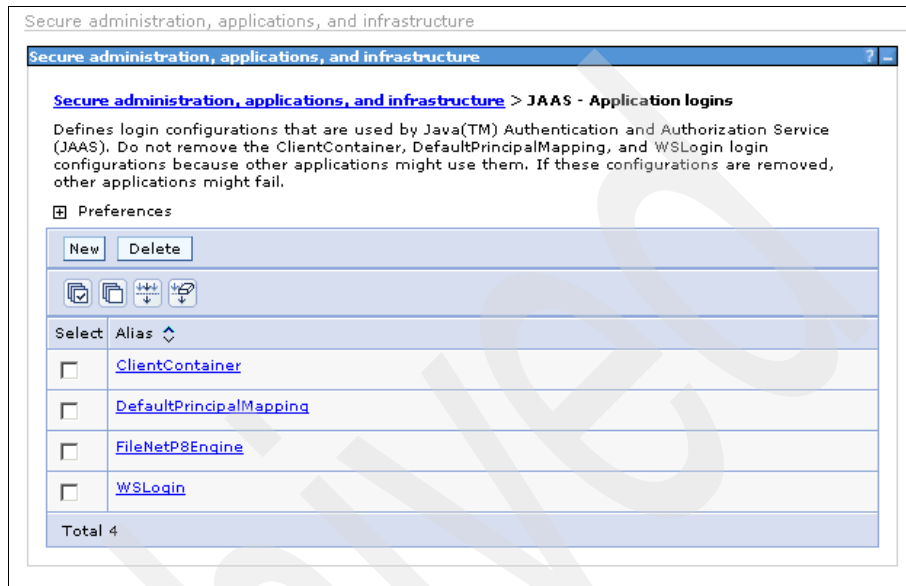 Secure administration, applications, and infrastructure
Secure administration, applications, and infrastructure ? -
Secure administration, applications, and infrastructure > JAAS - Application logins
Defines login configurations that are used by Java(TM) Authentication and Authorization Service
(JAAS). Do not remove the ClientContainer, DefaultPrincipalMapping, and WSLogin login
configurations because other applications might use them. If these configurations are removed,
other applications might fail.
+ Preferences
New Delete
Select Alias
ClientContainer
DefaultPrincipalMapping
FileNetP8Engine
WSLogin
Total 4